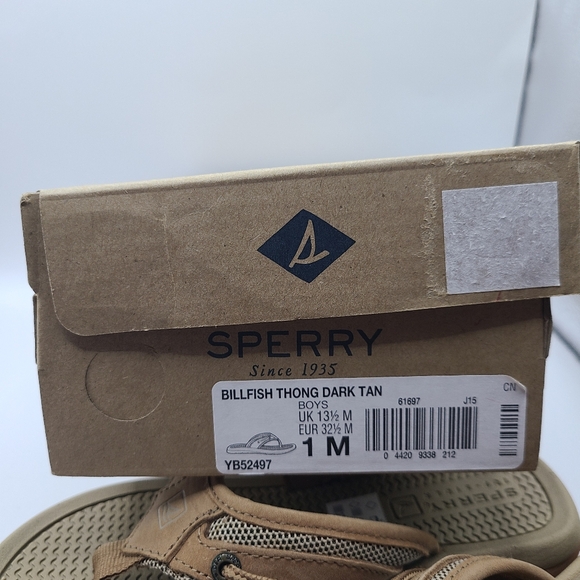 SPERRY
Since 1935
BILLFISH THONG DARK TAN
CN
BOYS
61697
J15
UK 13½ M
EUR 32½ M
1 M
YB52497
0 4420 9338 212
SPERRY